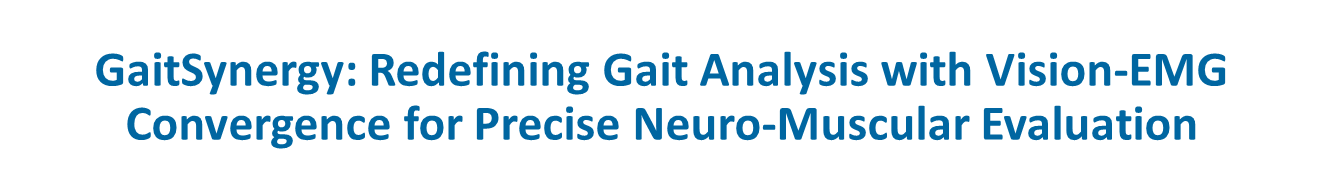 GaitSynergy: Redefining Gait Analysis with Vision-EMG
Convergence for Precise Neuro-Muscular Evaluation